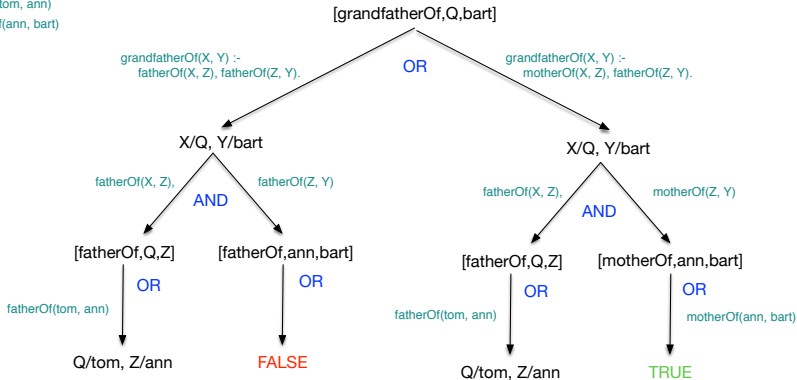 tom, ann)
(ann, bart)
[grandfatherOf,Q,bart]
grandfatherOf(X, Y) :-
fatherOf(X, Z), fatherOf(Z, Y).
OR
grandfatherOf(X, Y) :-
motherOf(X, Z), fatherOf(Z, Y).
X/Q, Y/bart
X/Q, Y/bart
fatherOf(X, Z),
AND
fatherOf(Z, Y)
fatherOf(X, Z),
AND
motherOf(Z, Y)
[fatherOf,Q,Z]
[fatherOf,ann,bart]
[fatherOf,Q,Z]
[motherOf,ann,bart]
OR
OR
OR
OR
fatherOf(tom, ann)
fatherOf(tom, ann)
motherOf(ann, bart)
Q/tom, Z/ann
FALSE
Q/tom, Z/ann
TRUE